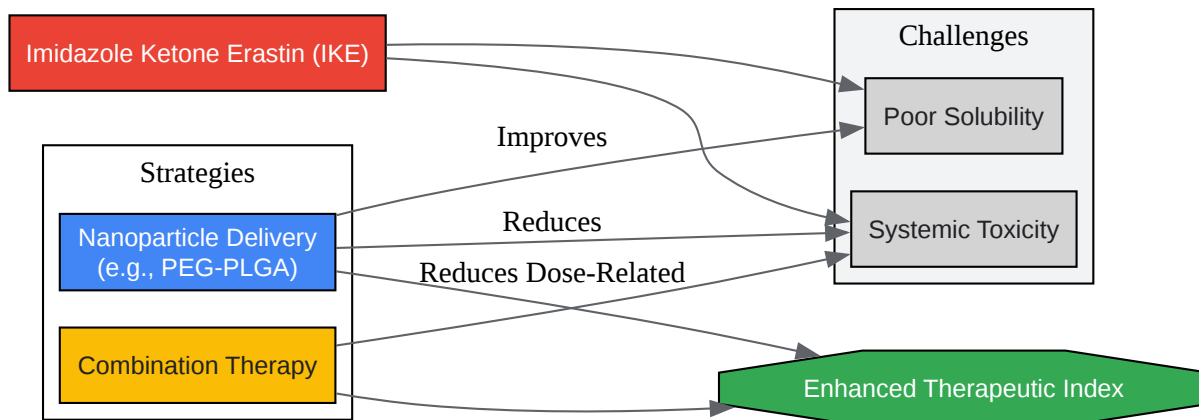 Imidazole Ketone Erastin (IKE)
Challenges
Poor Solubility
Improves
Strategies
Nanoparticle Delivery
(e.g., PEG-PLGA)
Reduces
Systemic Toxicity
Reduces Dose-Related
Combination Therapy
Enhanced Therapeutic Index